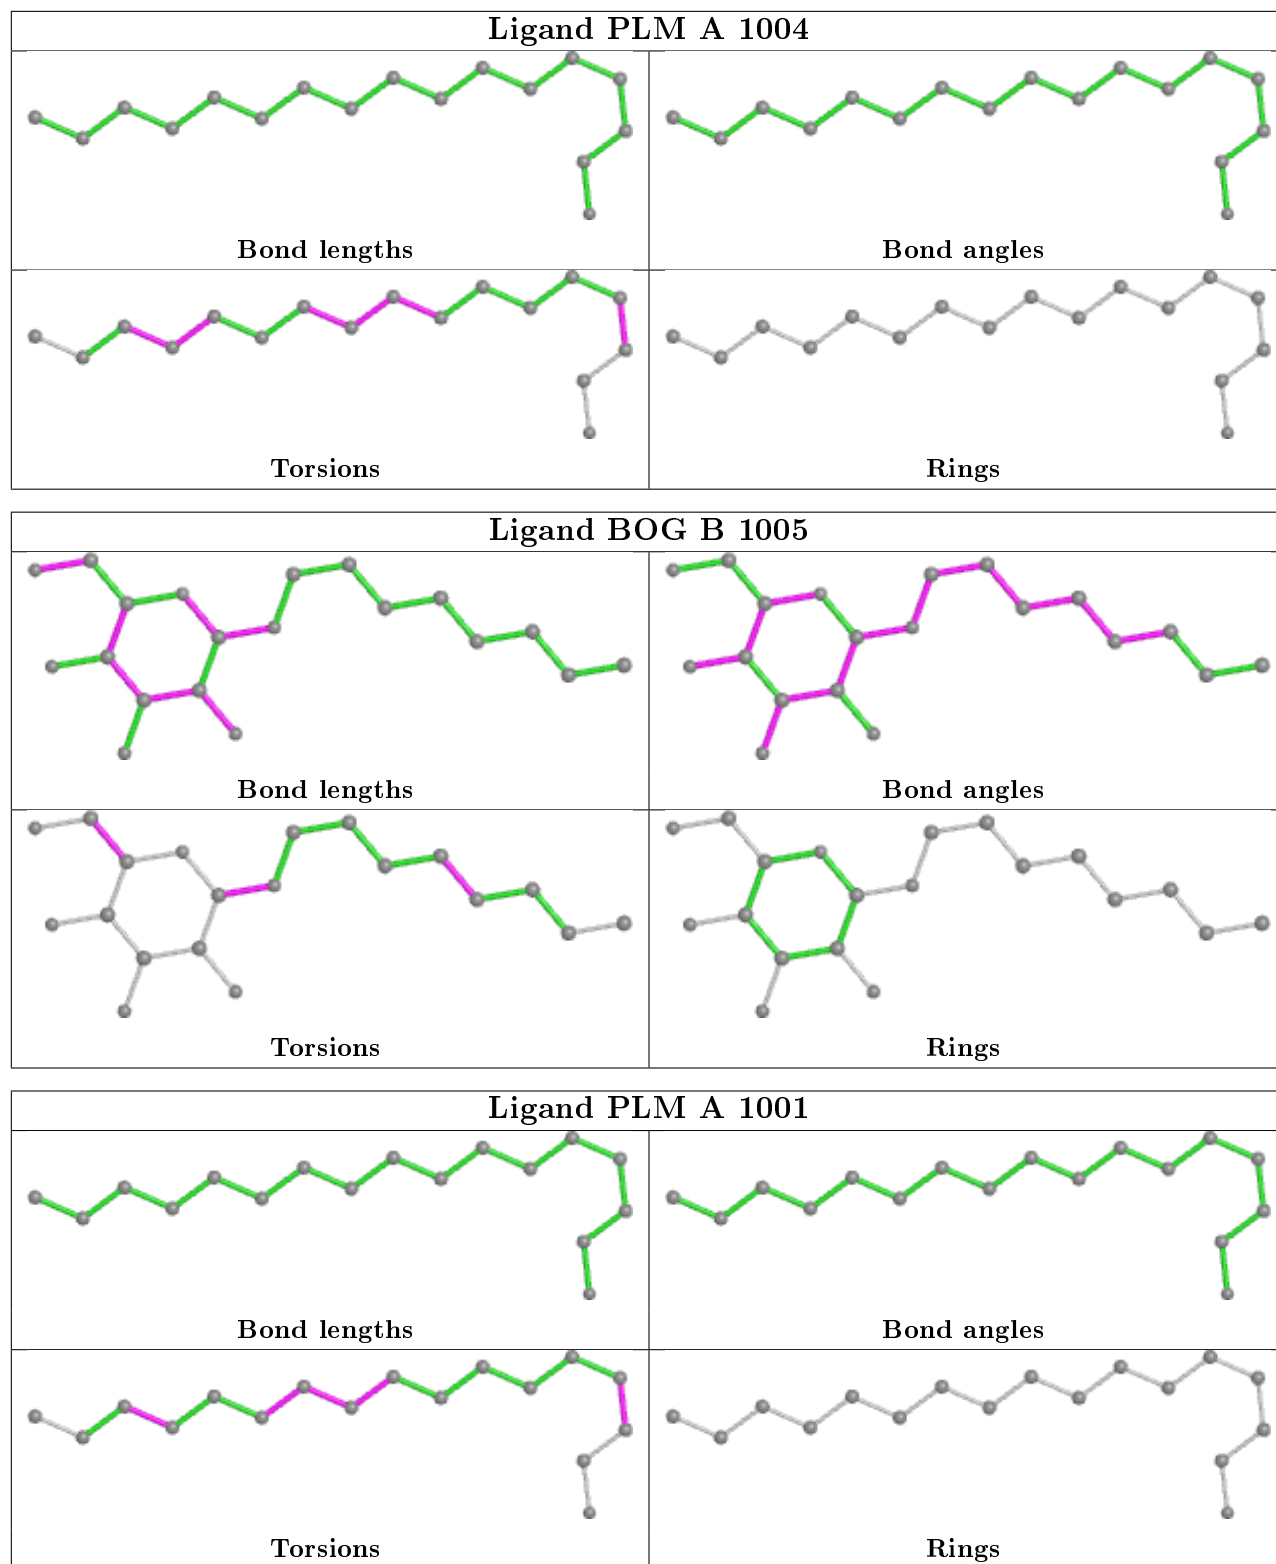 Ligand PLM A 1004
Bond lengths
Bond angles
Torsions
Rings
Ligand BOG B 1005
Bond lengths
Bond angles
Torsions
Rings
Ligand PLM A 1001
Bond lengths
Bond angles
Torsions
Rings